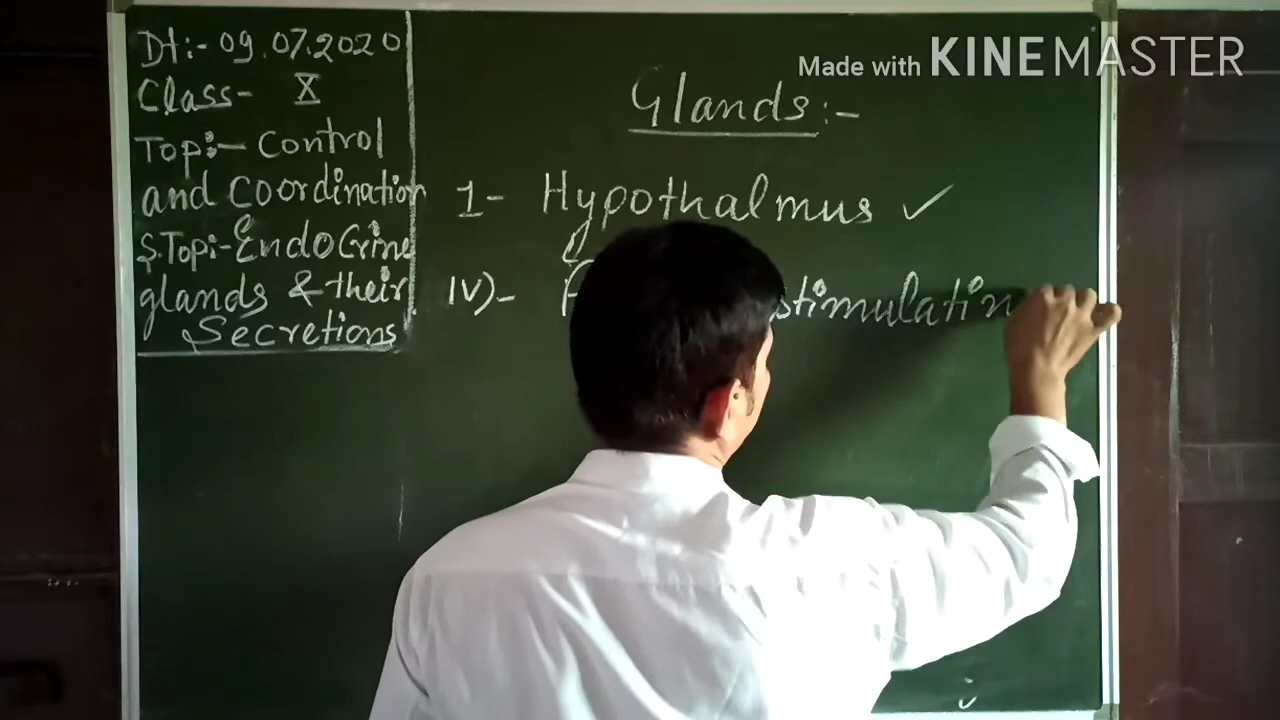 Dt:- 09.07.2020
Class- X
Top:- Control
and Coordination
S.Top:- Endocrine
glands & their
Secretions
Made with KINEMASTER
Glands:-
1- Hypothalmus ✓
IV)- stimulatin